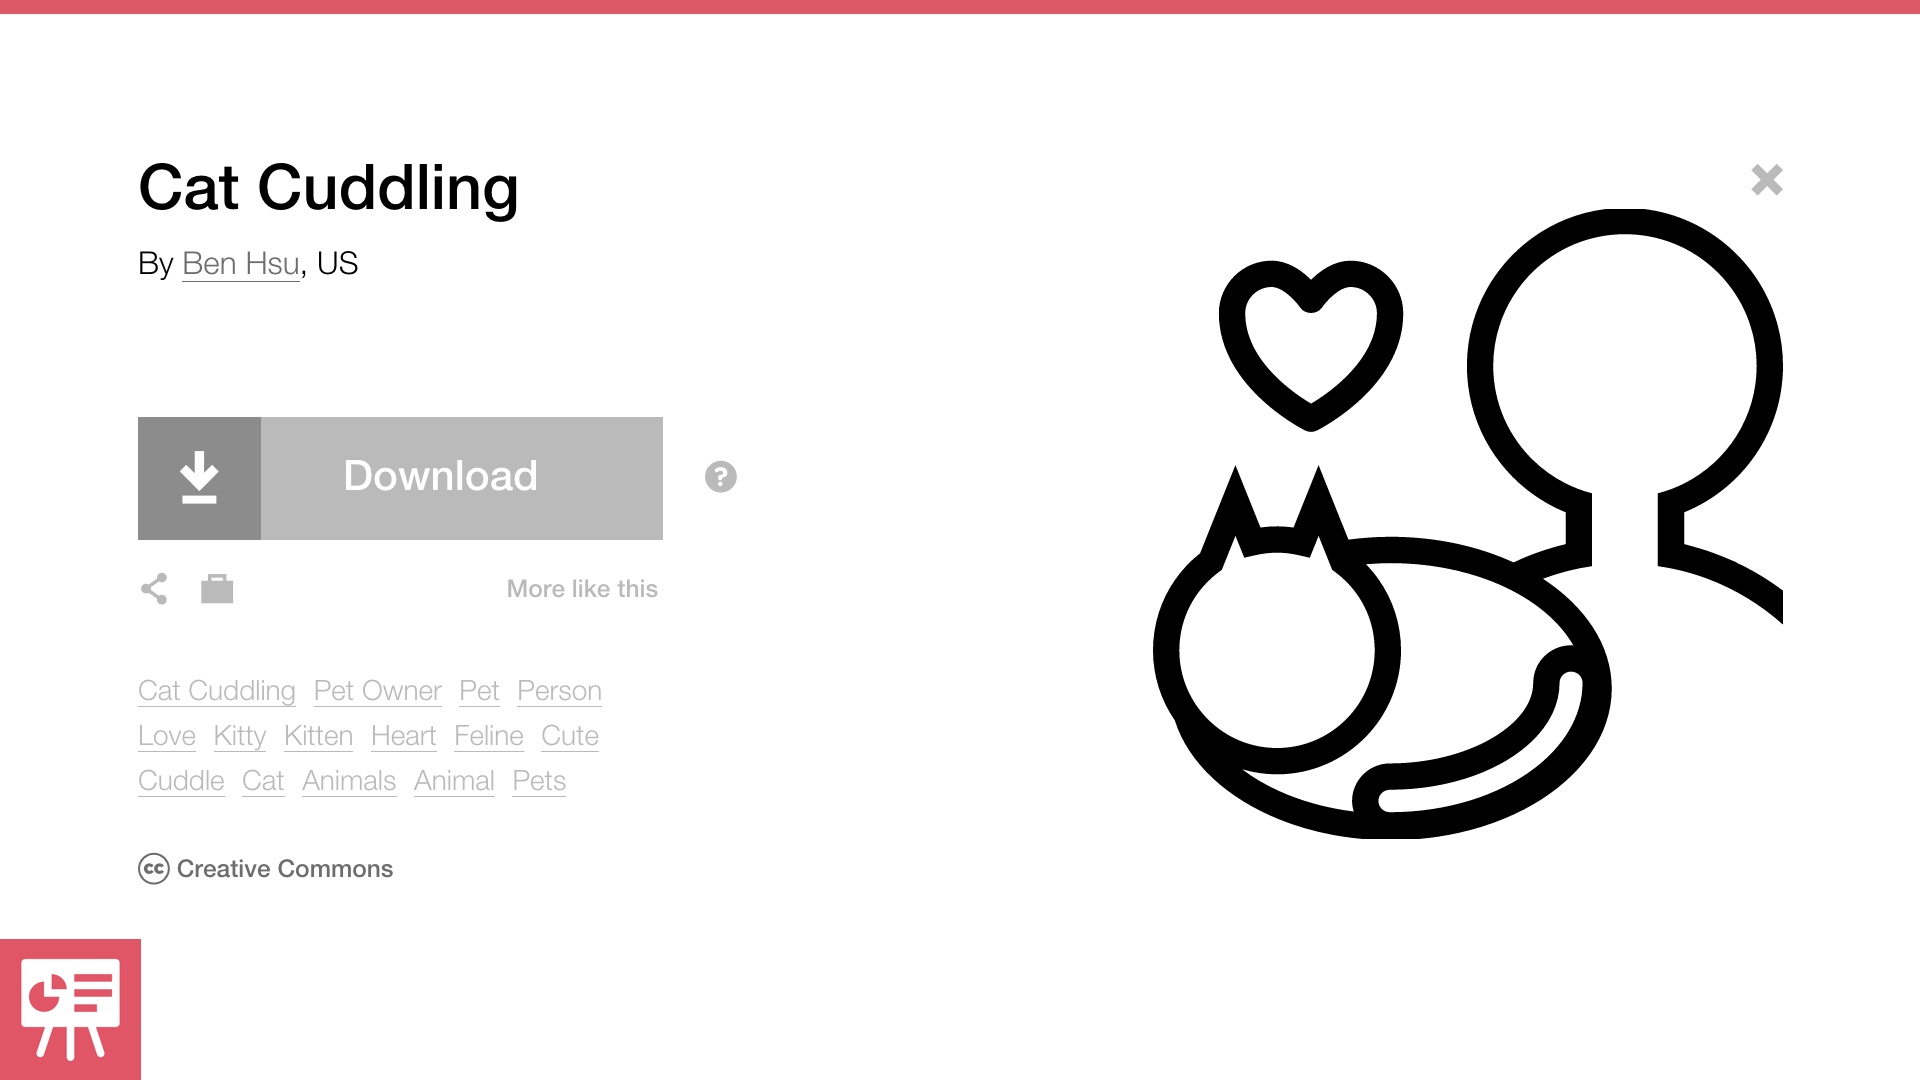 Cat Cuddling
By Ben Hsu, US
Download
?
More like this
Cat Cuddling Pet Owner Pet Person
Love Kitty Kitten Heart Feline Cute
Cuddle Cat Animals Animal Pets
cc Creative Commons